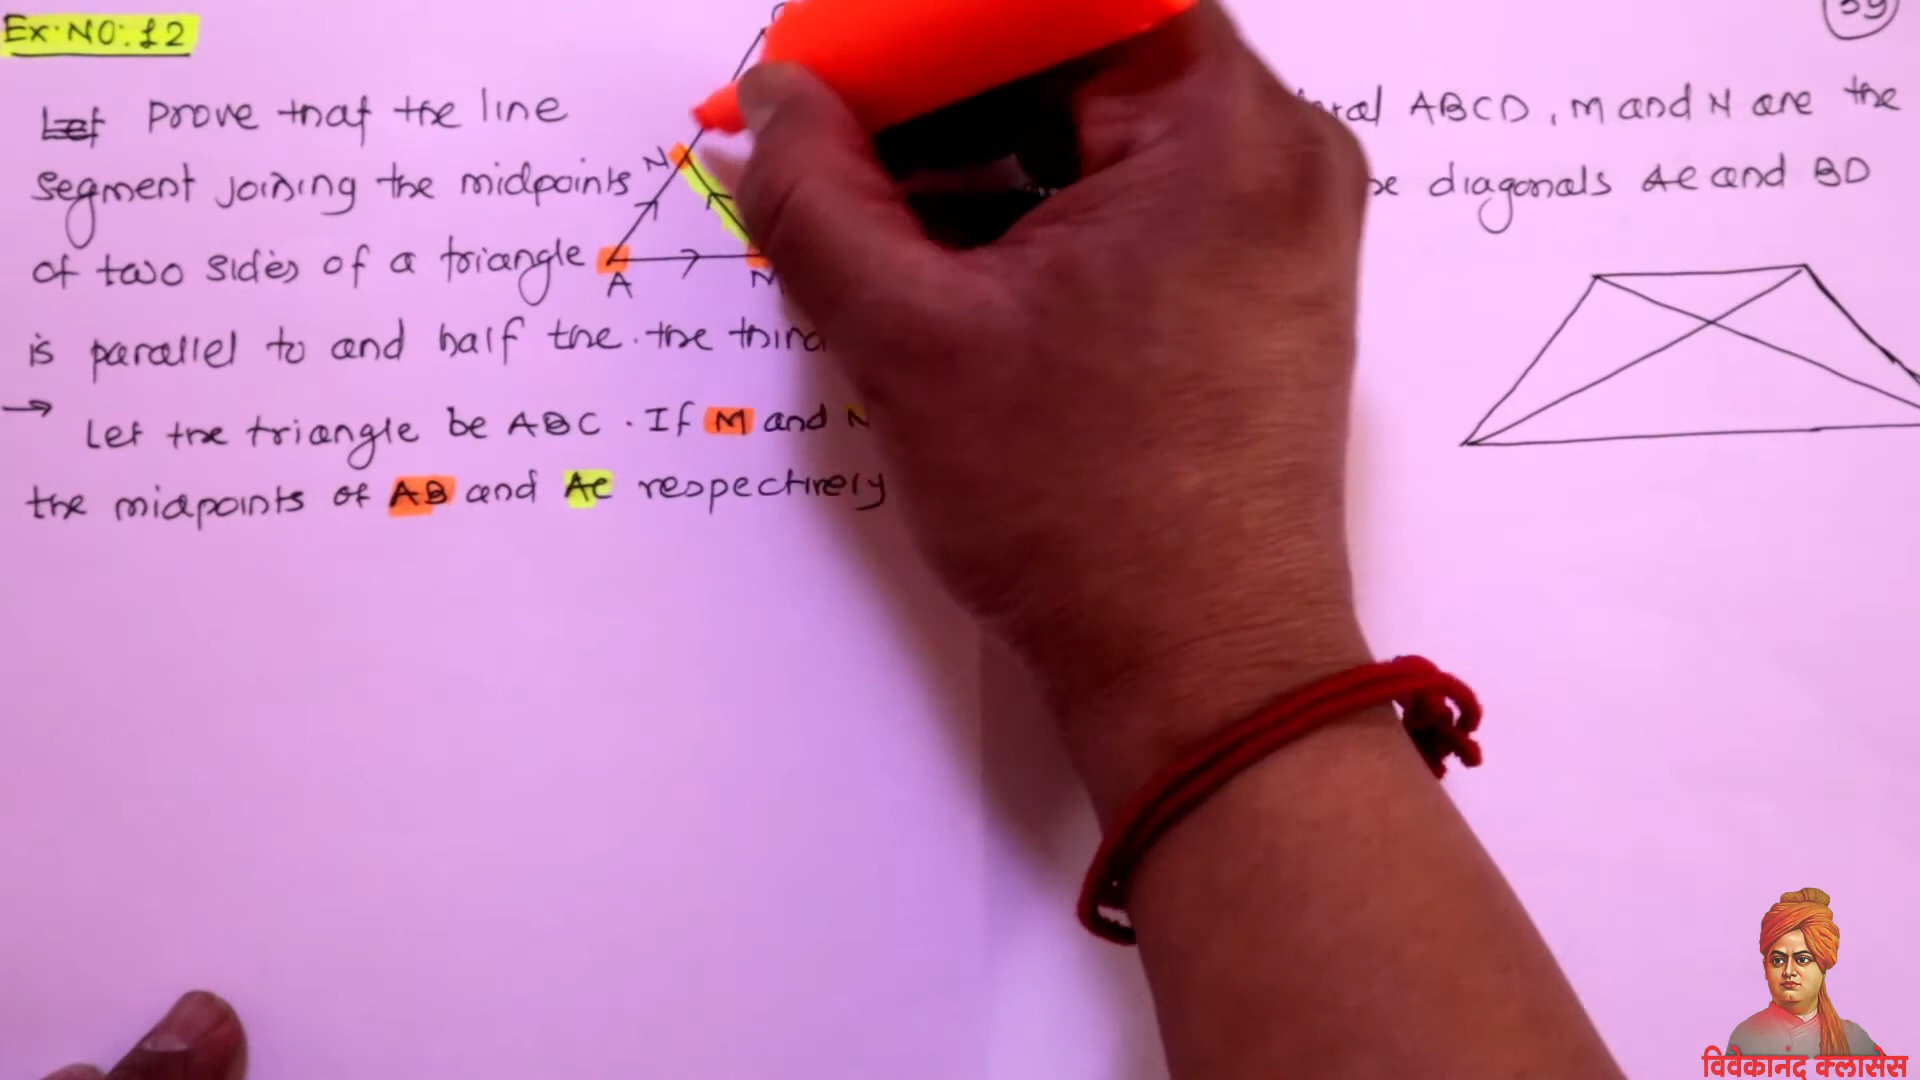 Ex. NO: 12
39
Let Prove that the line
segment joining the midpoints
of two sides of a triangle
is parallel to and half the. the third
→ Let the triangle be ABC. If M and N
the midpoints of AB and AC respectively
N
A
M
ABCD, M and N are the
diagonals AC and BD
विवेकानंद क्लासेस